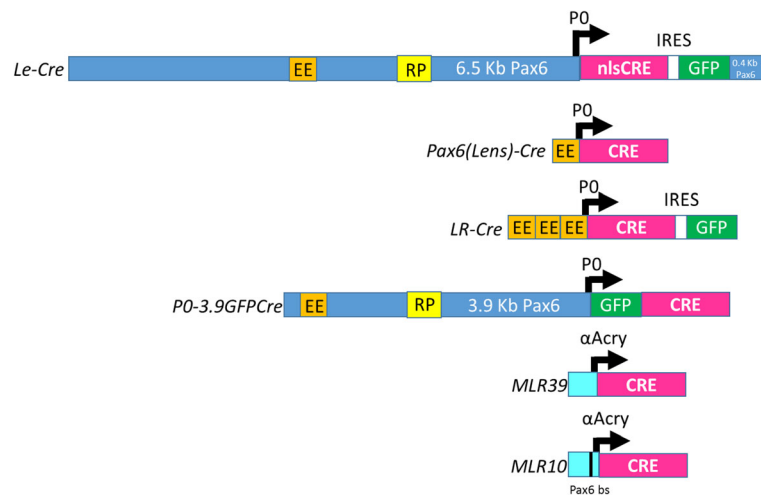 P0
IRES
Le-Cre EE RP 6.5 Kb Pax6 nlsCRE GFP 0.4 Kb
Pax6
P0
Pax6(Lens)-Cre EE CRE
P0
IRES
LR-Cre EE EE EE CRE GFP
P0
P0-3.9GFPCre EE RP 3.9 Kb Pax6 GFP CRE
αAcry
MLR39 CRE
αAcry
MLR10 CRE
Pax6 bs